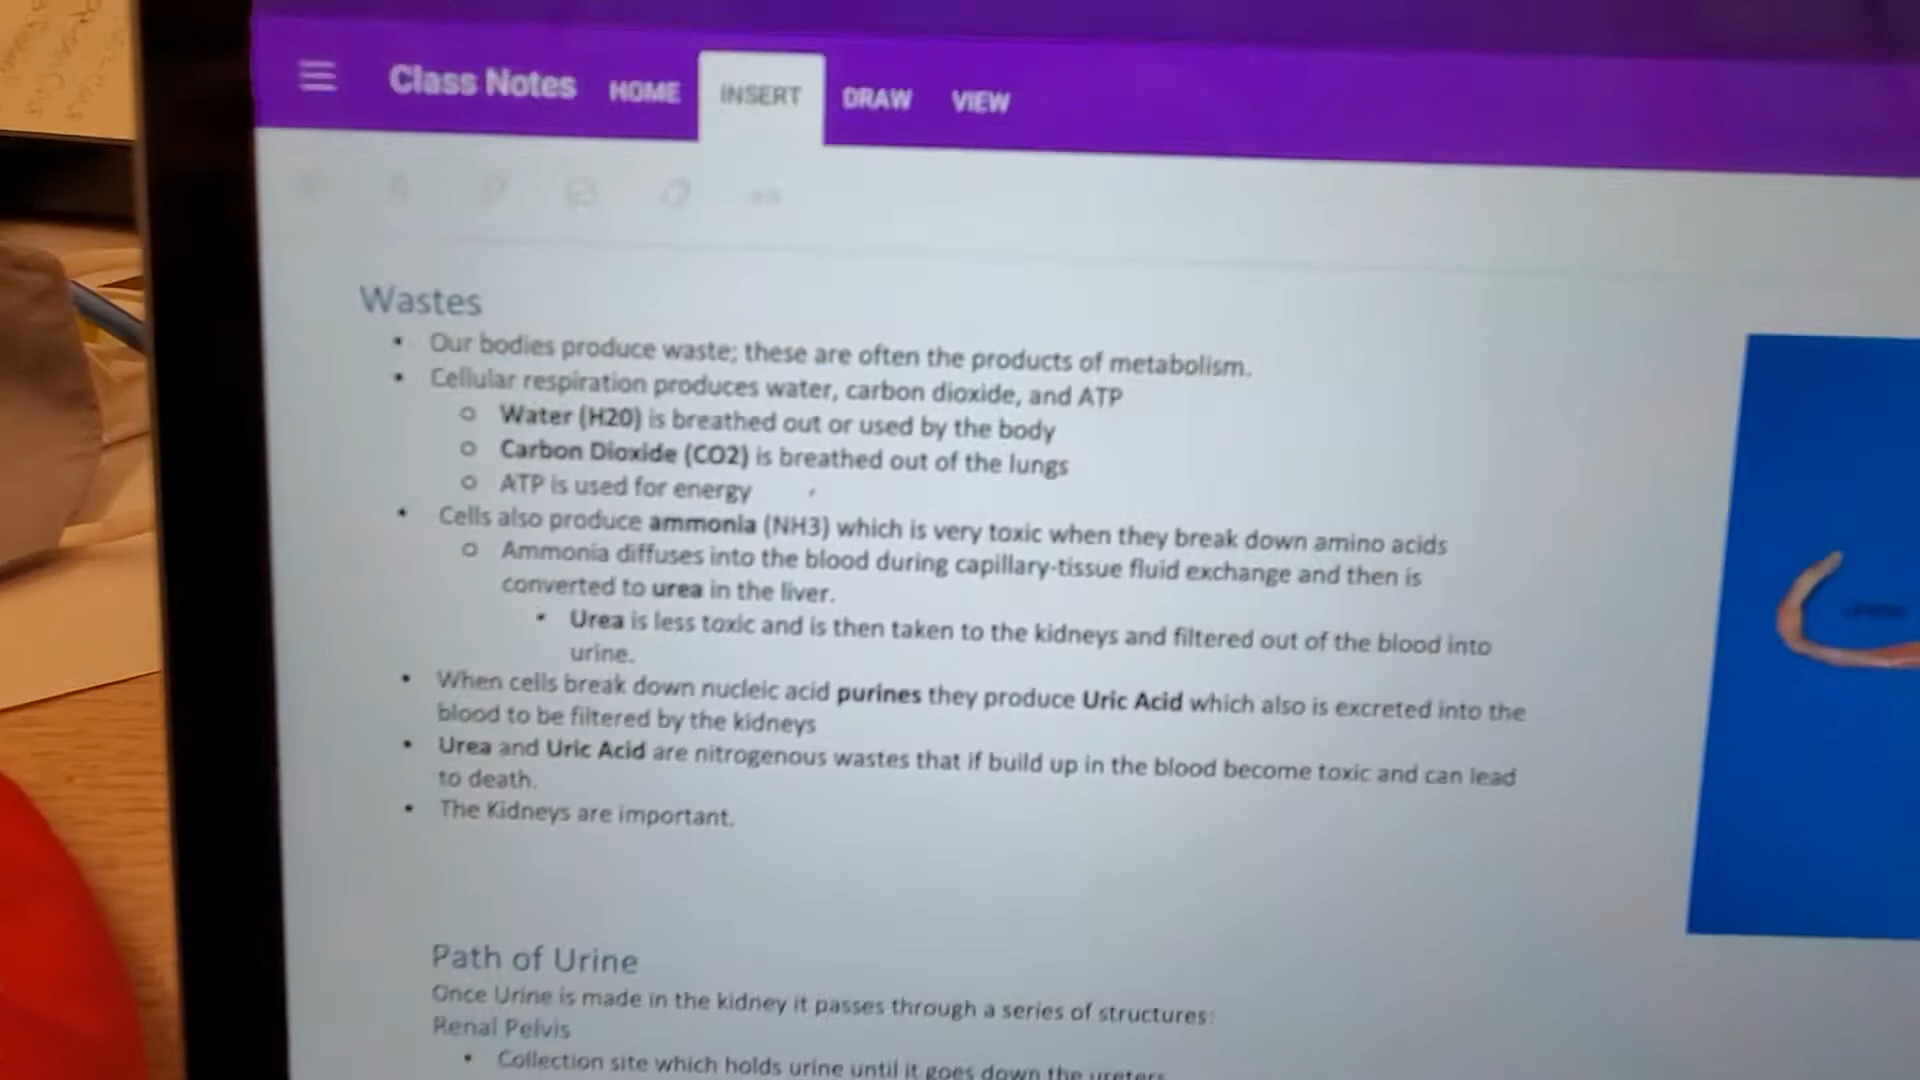 Class Notes HOME INSERT DRAW VIEW
Wastes
Our bodies produce waste; these are often the products of metabolism.
Cellular respiration produces water, carbon dioxide, and ATP
Water (H20) is breathed out or used by the body
Carbon Dioxide (CO2) is breathed out of the lungs
ATP is used for energy
Cells also produce ammonia (NH3) which is very toxic when they break down amino acids
Ammonia diffuses into the blood during capillary-tissue fluid exchange and then is
converted to urea in the liver.
Urea is less toxic and is then taken to the kidneys and filtered out of the blood into
urine.
When cells break down nucleic acid purines they produce Uric Acid which also is excreted into the
blood to be filtered by the kidneys
Urea and Uric Acid are nitrogenous wastes that if build up in the blood become toxic and can lead
to death.
The Kidneys are important.
Path of Urine
Once Urine is made in the kidney it passes through a series of structures:
Renal Pelvis
Collection site which holds urine until it goes down the ureters